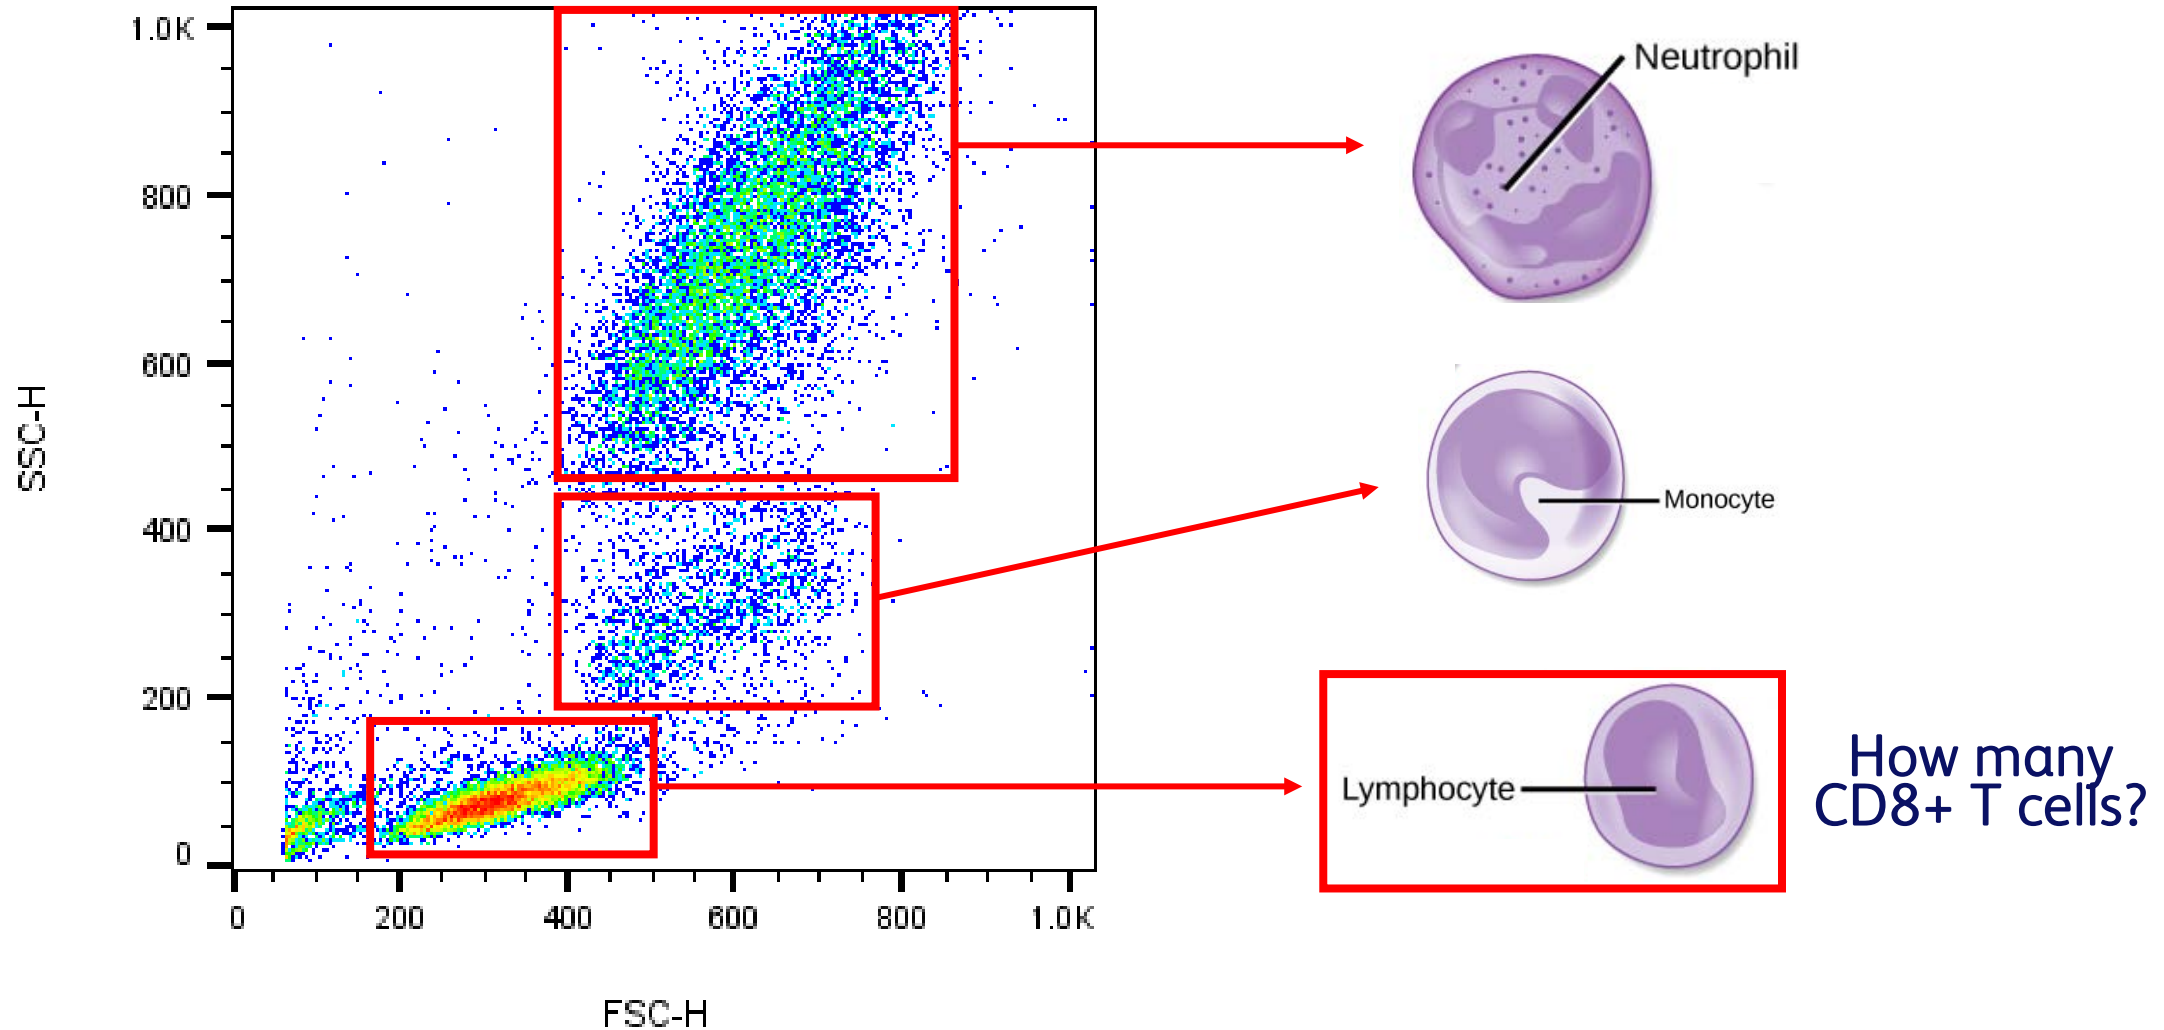 1.0K
800
600
400
200
0
SSC-H
0 200 400 600 800 1.0K
FSC-H
Neutrophil
Monocyte
Lymphocyte
How many
CD8+ T cells?